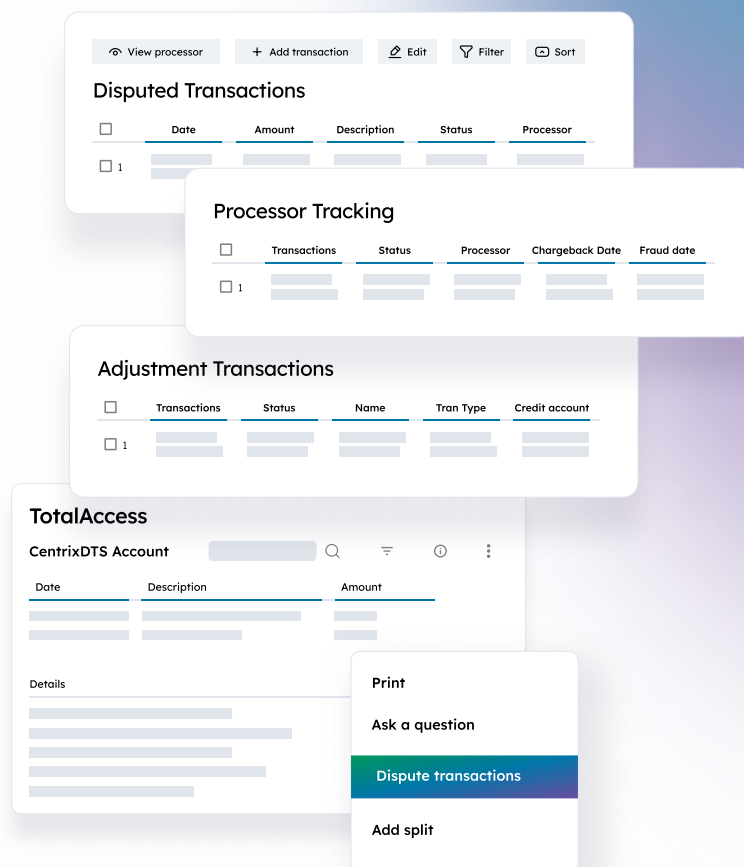 View processor Add transaction Edit Filter Sort
Disputed Transactions
Date Amount Description Status Processor
1
Processor Tracking
Transactions Status Processor Chargeback Date Fraud date
1
Adjustment Transactions
Transactions Status Name Tran Type Credit account
1
TotalAccess
CentrixDTS Account
Date Description Amount
Details
Print
Ask a question
Dispute transactions
Add split